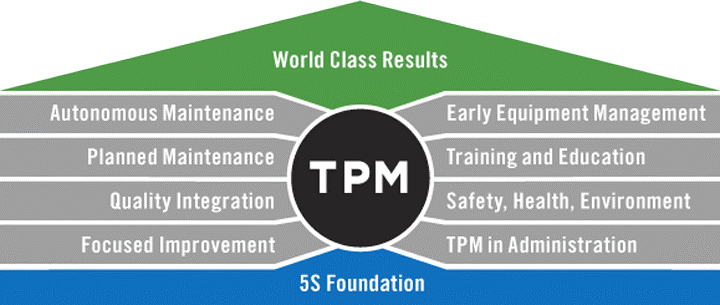 World Class Results
Autonomous Maintenance
Early Equipment Management
Planned Maintenance
Training and Education
TPM
Quality Integration
Safety, Health, Environment
Focused Improvement
TPM in Administration
5S Foundation